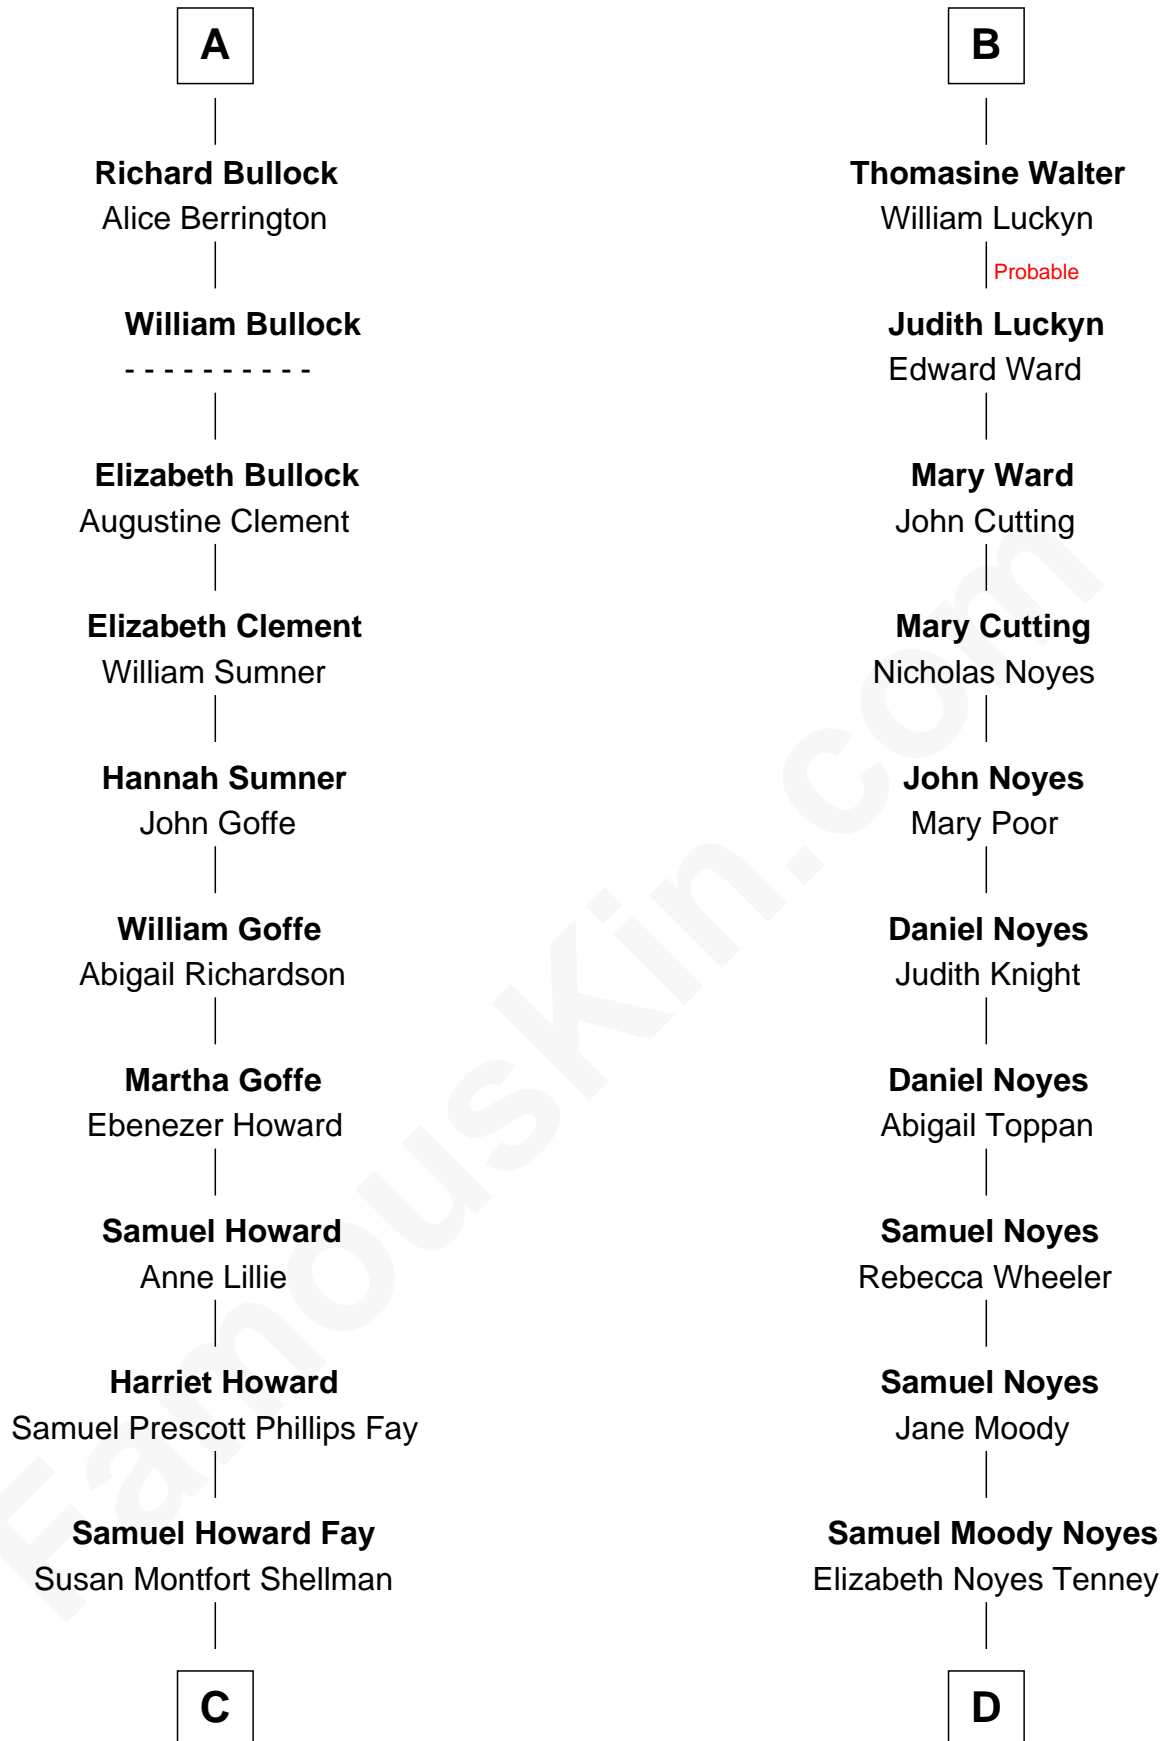 A
Richard Bullock
Alice Berrington
William Bullock
- - - - - - - - - -
Elizabeth Bullock
Augustine Clement
Elizabeth Clement
William Sumner
Hannah Sumner
John Goffe
William Goffe
Abigail Richardson
Martha Goffe
Ebenezer Howard
Samuel Howard
Anne Lillie
Harriet Howard
Samuel Prescott Phillips Fay
Samuel Howard Fay
Susan Montfort Shellman
C
B
Thomasine Walter
William Luckyn
Probable
Judith Luckyn
Edward Ward
Mary Ward
John Cutting
Mary Cutting
Nicholas Noyes
John Noyes
Mary Poor
Daniel Noyes
Judith Knight
Daniel Noyes
Abigail Toppan
Samuel Noyes
Rebecca Wheeler
Samuel Noyes
Jane Moody
Samuel Moody Noyes
Elizabeth Noyes Tenney
D
FamousKin.com